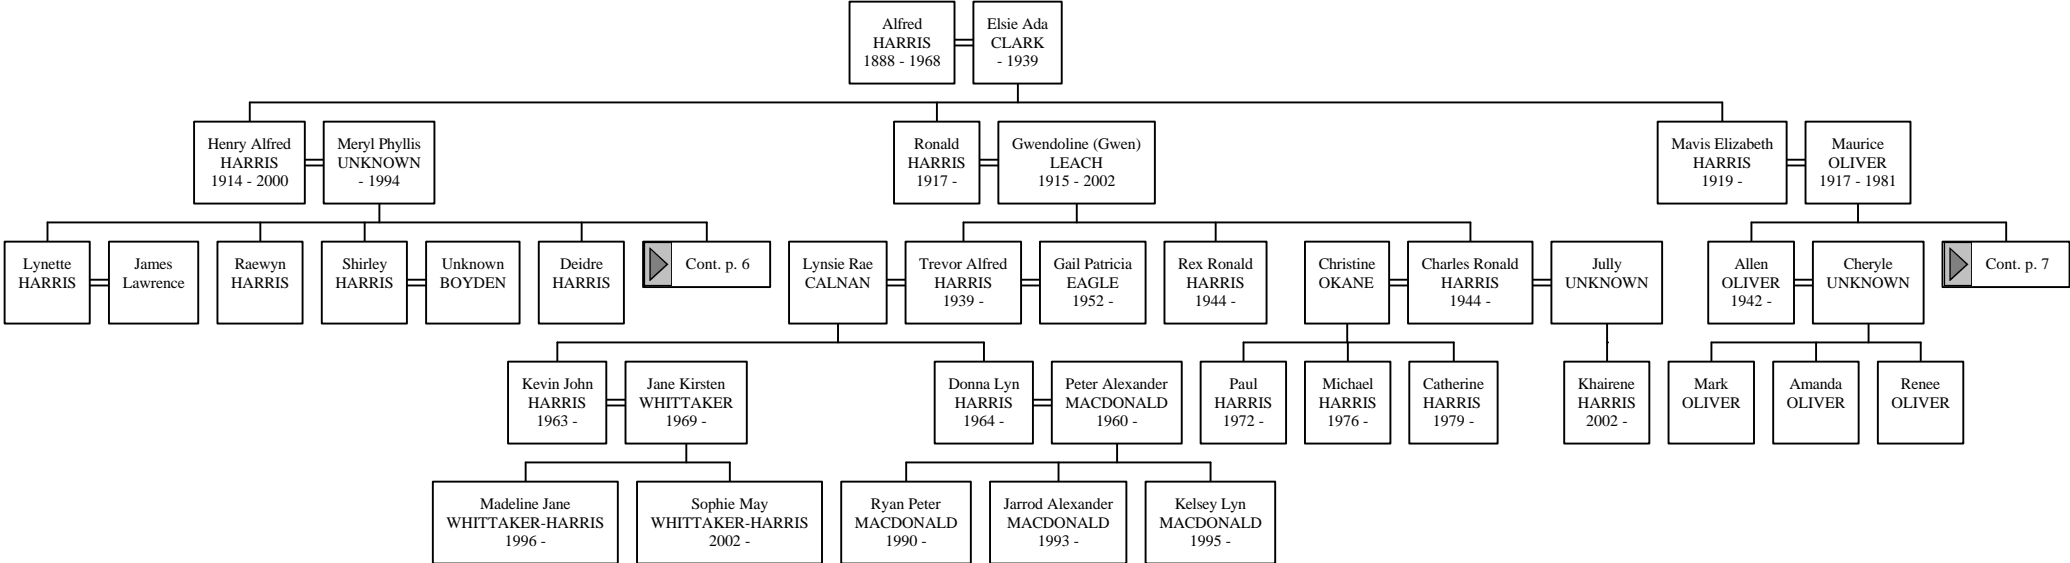 Alfred
HARRIS
1888 - 1968
Elsie Ada
CLARK
- 1939
Henry Alfred
HARRIS
1914 - 2000
Meryl Phyllis
UNKNOWN
- 1994
Ronald
HARRIS
1917 -
Gwendoline (Gwen)
LEACH
1915 - 2002
Mavis Elizabeth
HARRIS
1919 -
Maurice
OLIVER
1917 - 1981
Lynette
HARRIS
James
Lawrence
Raewyn
HARRIS
Shirley
HARRIS
Unknown
BOYDEN
Deidre
HARRIS
Cont. p. 6
Lynsie Rae
CALNAN
Trevor Alfred
HARRIS
1939 -
Gail Patricia
EAGLE
1952 -
Rex Ronald
HARRIS
1944 -
Christine
OKANE
Charles Ronald
HARRIS
1944 -
Jully
UNKNOWN
Allen
OLIVER
1942 -
Cheryle
UNKNOWN
Cont. p. 7
Kevin John
HARRIS
1963 -
Jane Kirsten
WHITTAKER
1969 -
Donna Lyn
HARRIS
1964 -
Peter Alexander
MACDONALD
1960 -
Paul
HARRIS
1972 -
Michael
HARRIS
1976 -
Catherine
HARRIS
1979 -
Khairene
HARRIS
2002 -
Mark
OLIVER
Amanda
OLIVER
Renee
OLIVER
Madeline Jane
WHITTAKER-HARRIS
1996 -
Sophie May
WHITTAKER-HARRIS
2002 -
Ryan Peter
MACDONALD
1990 -
Jarrod Alexander
MACDONALD
1993 -
Kelsey Lyn
MACDONALD
1995 -